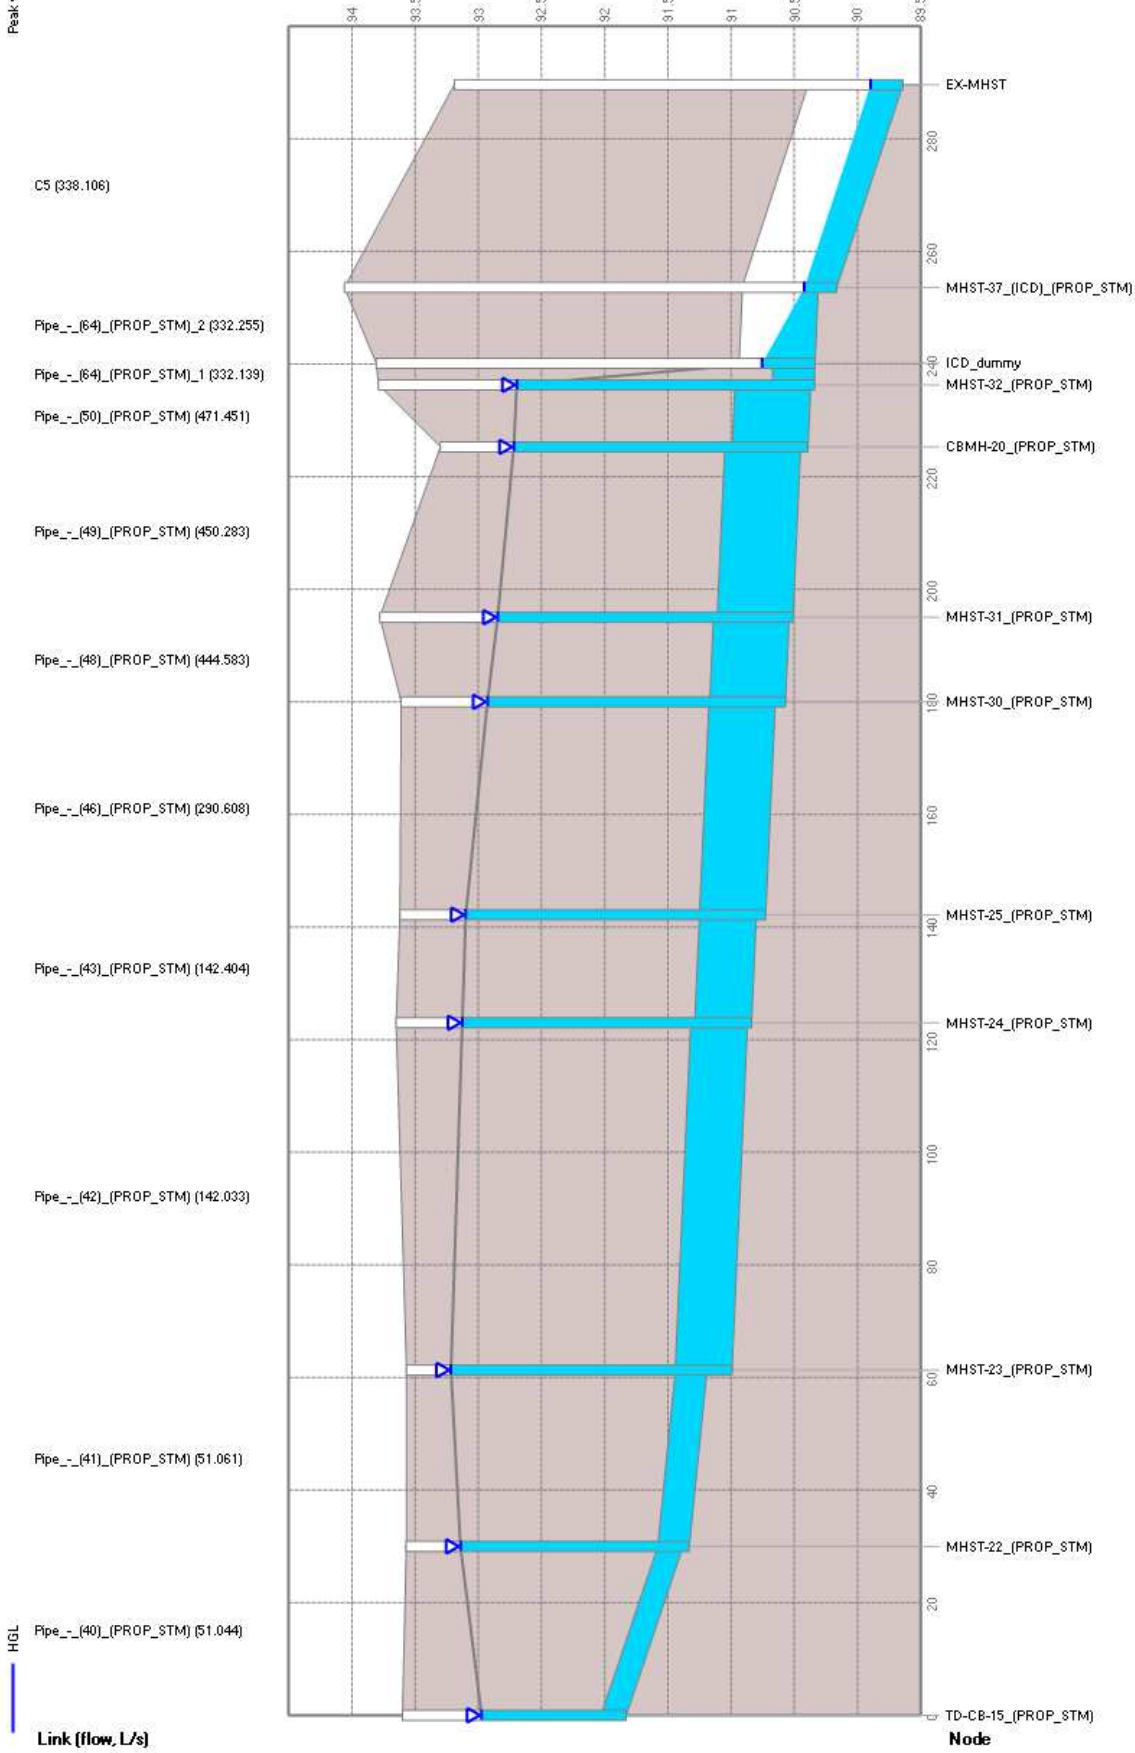 Peak
94
93.5
93
92.5
92
91.5
91
90.5
90
89.5
EX-MHST
280
C5 (338.106)
260
MHST-37_(ICD)_(PROP_STM)
Pipe_-_(64)_(PROP_STM)_2 (332.255)
240
ICD_dummy
Pipe_-_(64)_(PROP_STM)_1 (332.139)
MHST-32_(PROP_STM)
Pipe_-_(50)_(PROP_STM) (471.451)
CBMH-20_(PROP_STM)
220
Pipe_-_(49)_(PROP_STM) (450.283)
200
MHST-31_(PROP_STM)
Pipe_-_(48)_(PROP_STM) (444.583)
180
MHST-30_(PROP_STM)
Pipe_-_(46)_(PROP_STM) (290.608)
160
MHST-25_(PROP_STM)
140
Pipe_-_(43)_(PROP_STM) (142.404)
MHST-24_(PROP_STM)
120
100
Pipe_-_(42)_(PROP_STM) (142.033)
80
MHST-23_(PROP_STM)
60
Pipe_-_(41)_(PROP_STM) (51.061)
40
MHST-22_(PROP_STM)
20
HGL
Pipe_-_(40)_(PROP_STM) (51.044)
0
TD-CB-15_(PROP_STM)
Link (flow, L/s)
Node